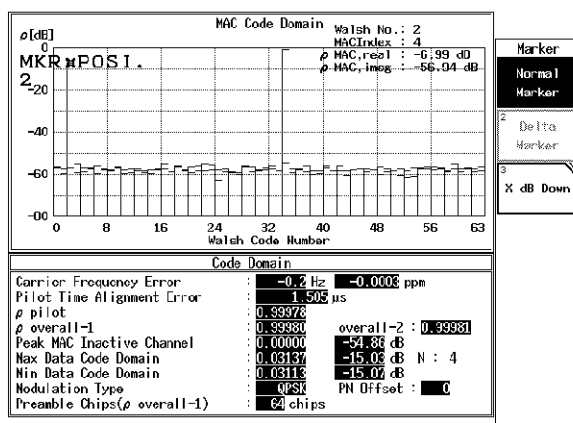 MAC Code Domain
Walsh No.: 2
MACIndex : 4
ρ MAC,real : -6.99 dB
ρ MAC,imag : -56.04 dB
ρ[dB]
0
MKR POSI.
2
-20
-40
-60
-80
0 8 16 24 32 40 48 56 63
Walsh Code Number
Code Domain
Carrier Frequency Error : -0.2 Hz -0.0003 ppm
Pilot Time Alignment Error : 1.505 µs
ρ pilot : 0.99978
ρ overall-1 : 0.99980 overall-2 : 0.99981
Peak MAC Inactive Channel : 0.00000 -54.86 dB
Max Data Code Domain : 0.03137 -15.03 dB N : 4
Min Data Code Domain : 0.03113 -15.07 dB
Modulation Type : QPSK PN Offset : 0
Preamble Chips(ρ overall-1) : 64 chips
Marker
Normal
Marker
2
Delta
Marker
3
X dB Down